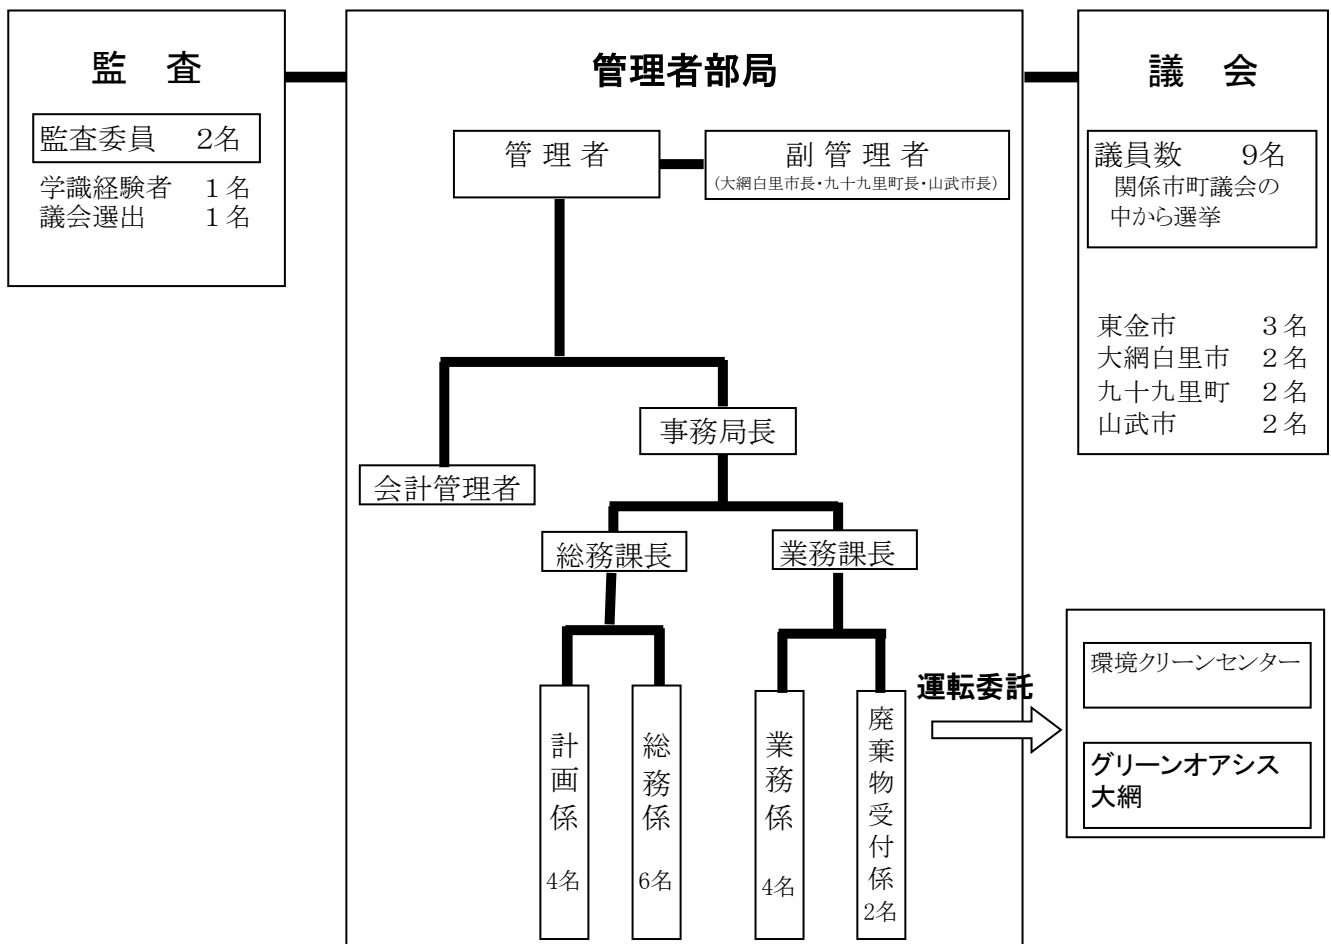 監　査
監査委員　2名
学識経験者　1名
議会選出　1名
管理者部局
管 理 者
副 管 理 者
（大網白里市長・九十九里町長・山武市長）
会計管理者
事務局長
総務課長
業務課長
計画係
4名
総務係
6名
業務係
4名
廃棄物受付係
2名
運転委託
議　会
議員数　9名
関係市町議会の
中から選挙
東金市　3名
大網白里市　2名
九十九里町　2名
山武市　2名
環境クリーンセンター
グリーンオアシス
大網